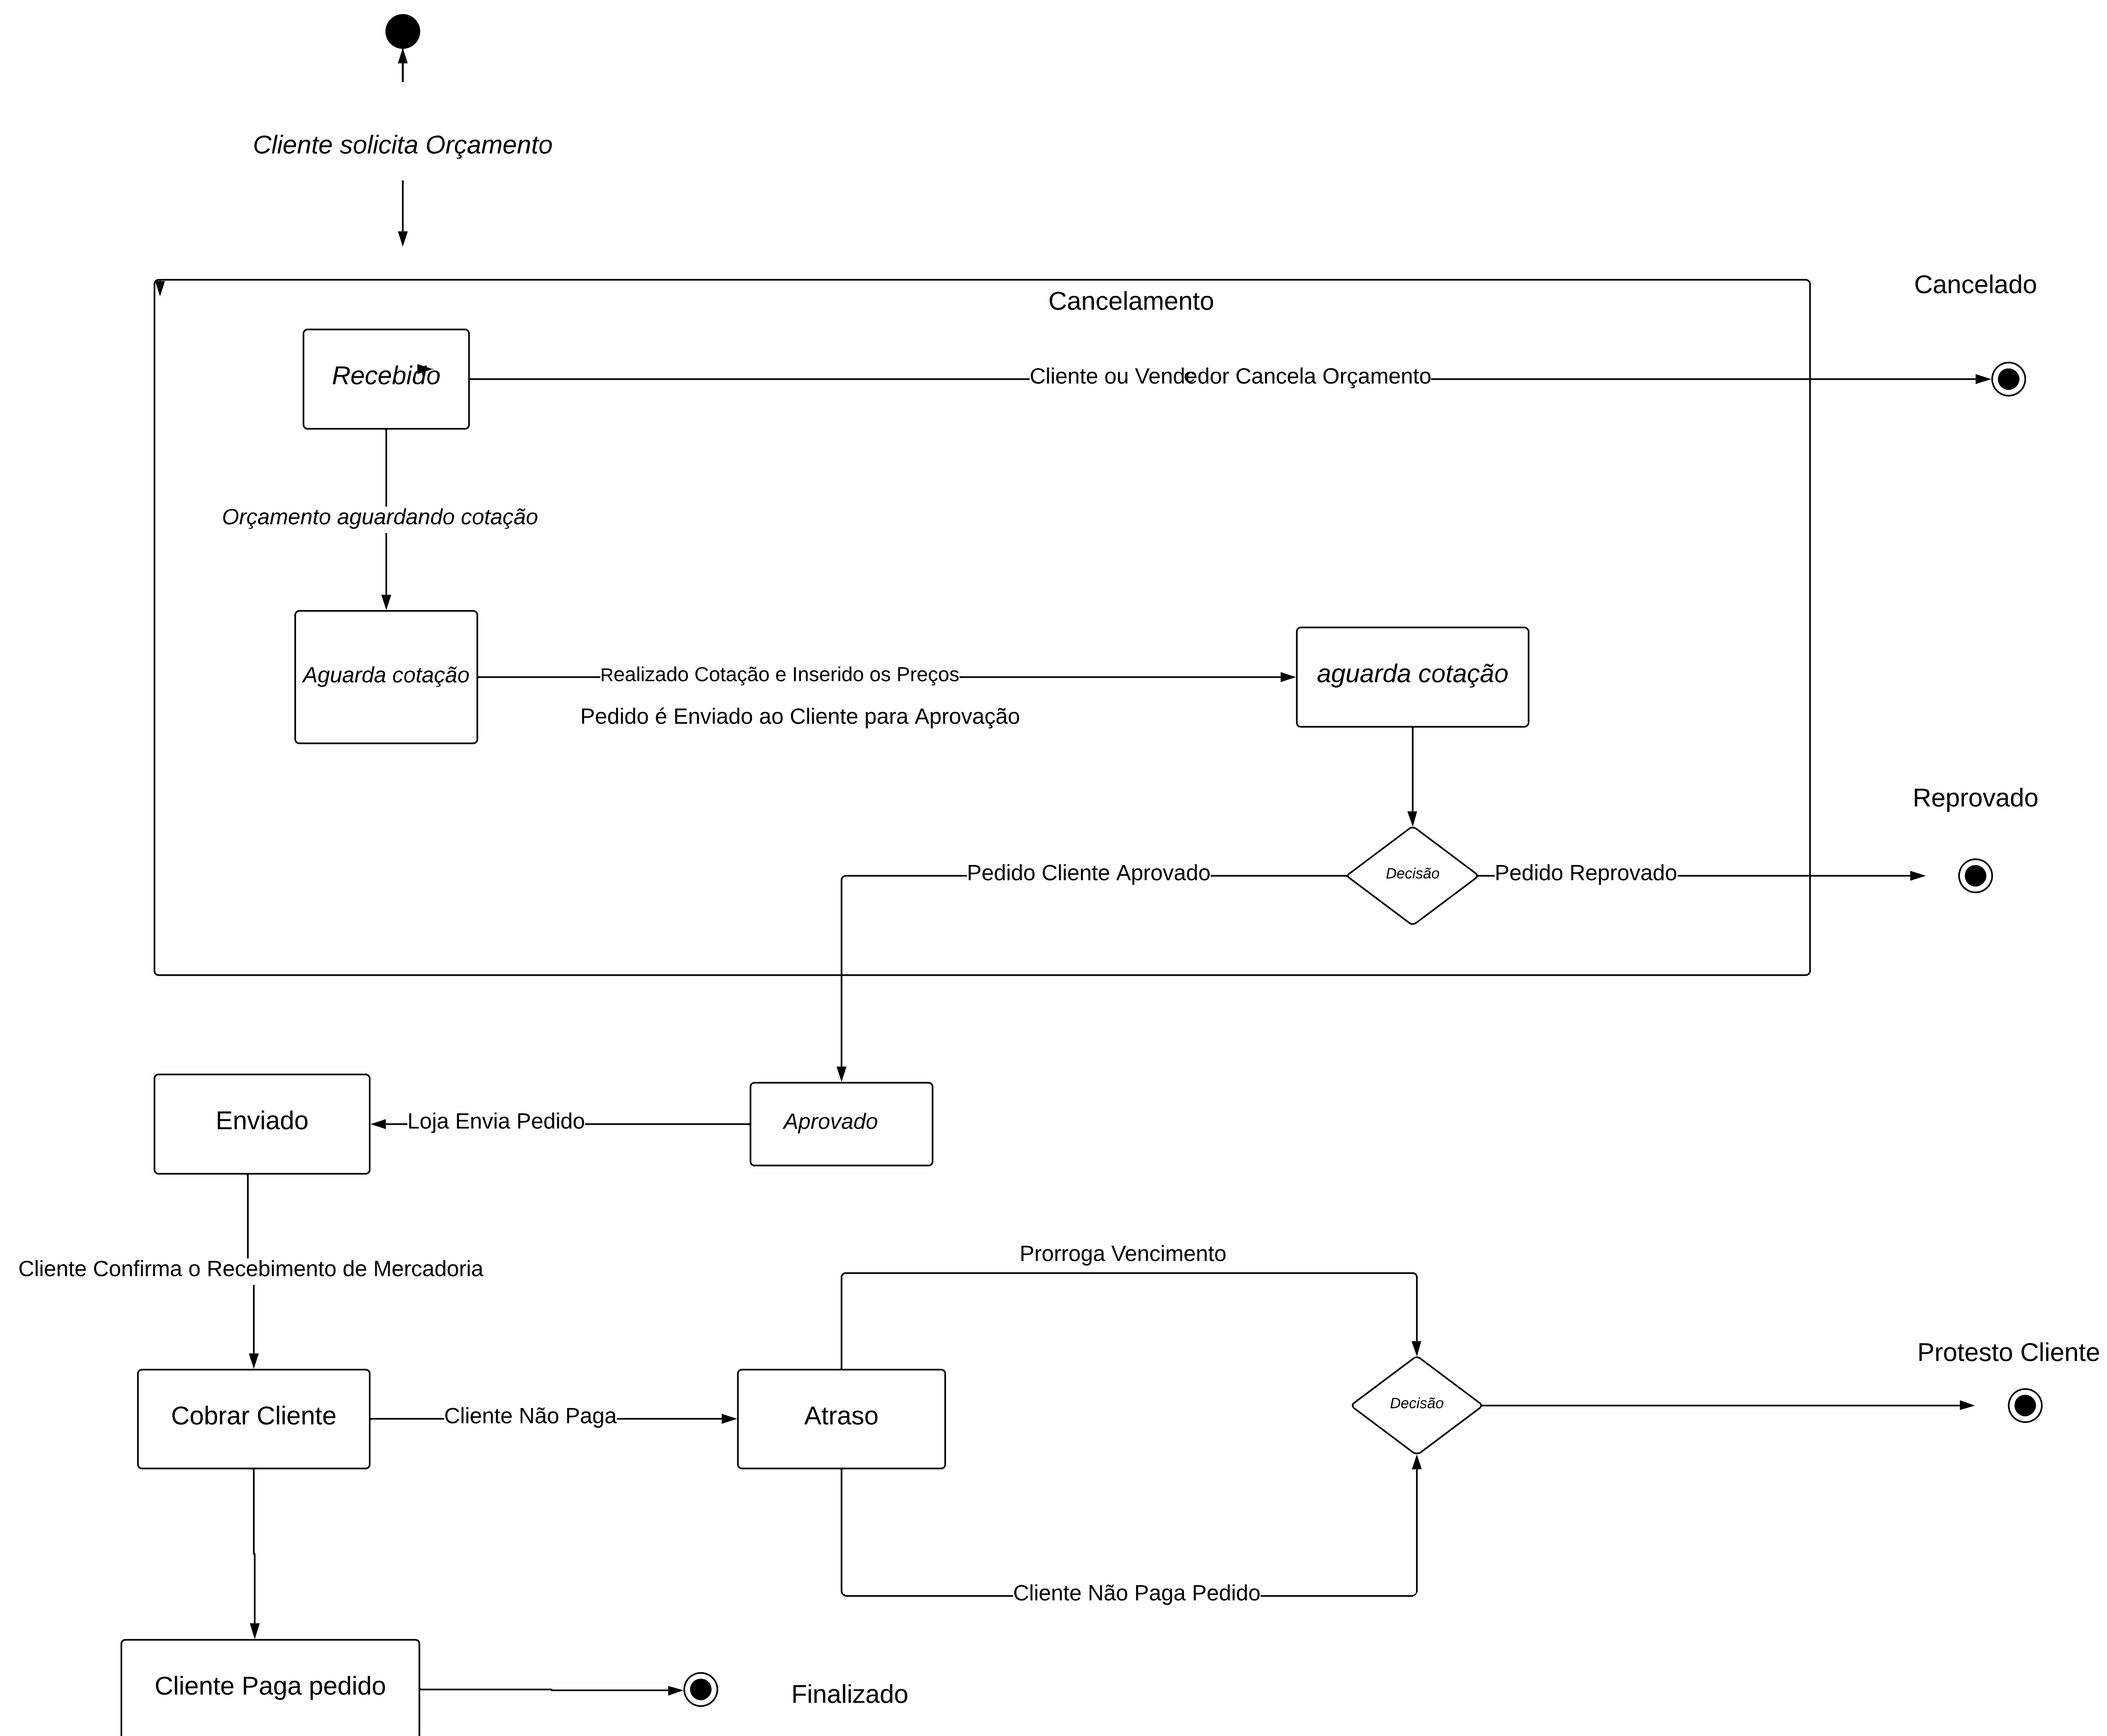 Cliente solicita Orçamento
Cancelado
Cancelamento
Recebido
Cliente ou Vendedor Cancela Orçamento
Orçamento aguardando cotação
Aguarda cotação
Realizado Cotação e Inserido os Preços
aguarda cotação
Pedido é Enviado ao Cliente para Aprovação
Reprovado
Pedido Cliente Aprovado
Decisão
Pedido Reprovado
Enviado
Loja Envia Pedido
Aprovado
Prorroga Vencimento
Cliente Confirma o Recebimento de Mercadoria
Protesto Cliente
Cobrar Cliente
Cliente Não Paga
Atraso
Decisão
Cliente Não Paga Pedido
Cliente Paga pedido
Finalizado